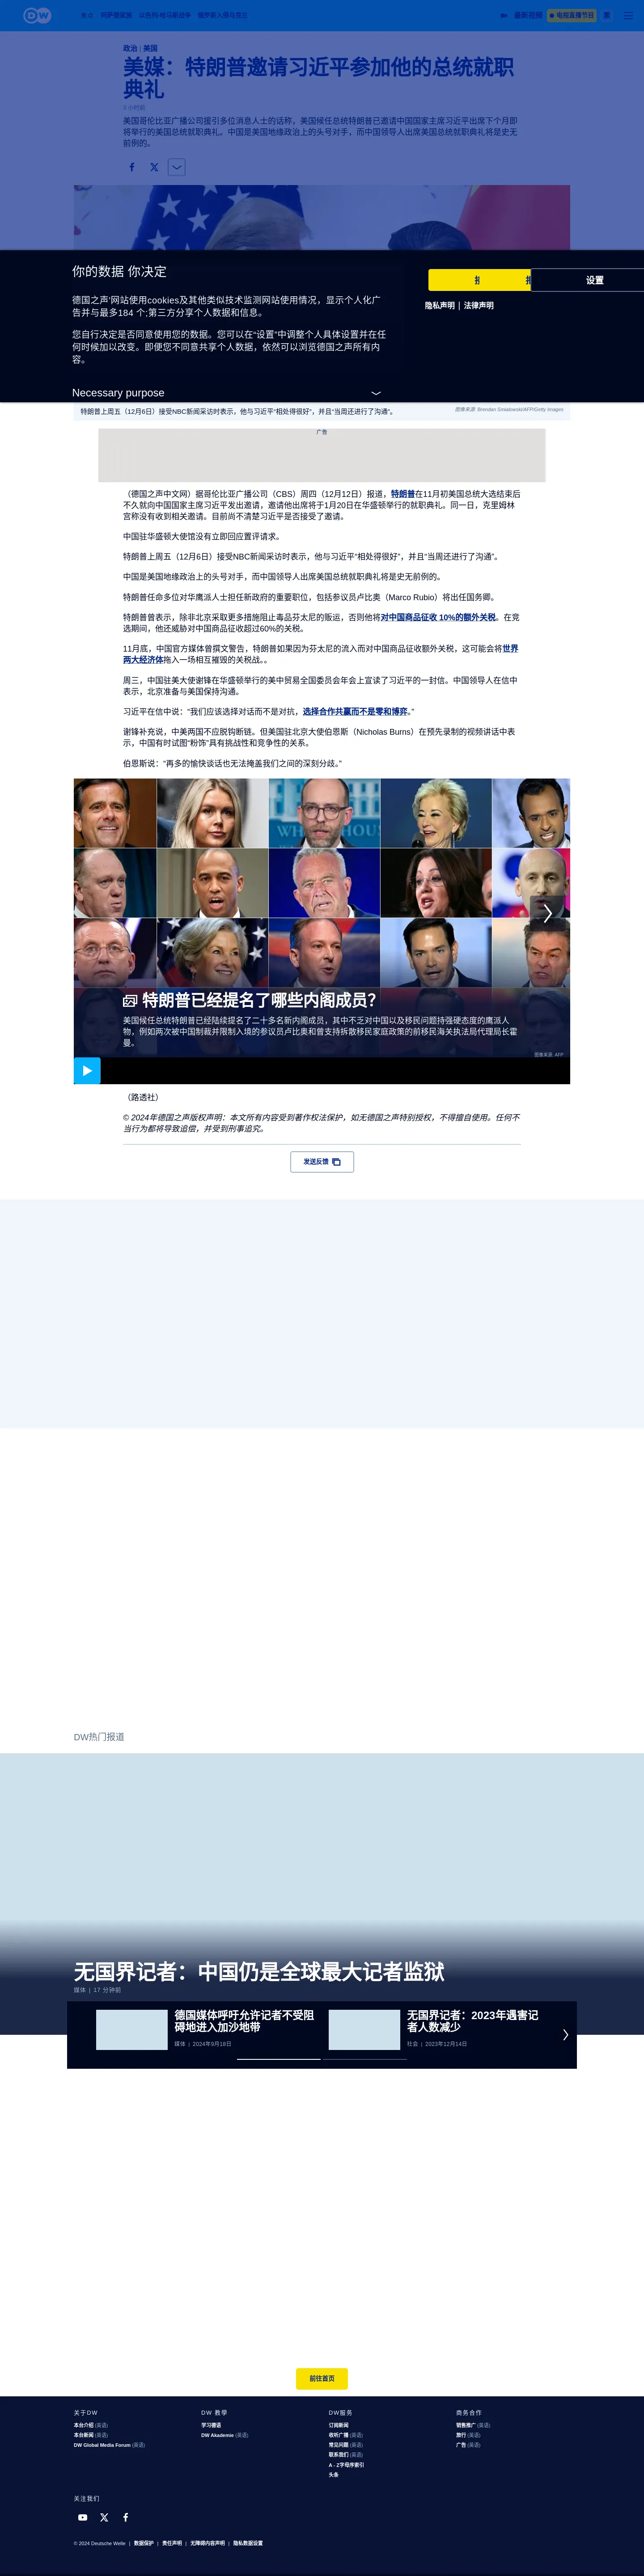 DW
焦点
阿萨德家族
以色列-哈马斯战争
俄罗斯入侵乌克兰
最新视频
电视直播节目
政治 | 美国
美媒：特朗普邀请习近平参加他的总统就职
典礼
小时前
美国哥伦比亚广播公司援引多位消息人士的话称，美国候任总统特朗普已邀请中国国家主席习近平出席下个月即
将举行的美国总统就职典礼。中国是美国地缘政治上的头号对手，而中国领导人出席美国总统就职典礼将是史无
前例的。
你的数据 你决定
德国之声'网站使用cookies及其他类似技术监测网站使用情况，显示个人化广
告并与最多184 个;第三方分享个人数据和信息。
您自行决定是否同意使用您的数据。您可以在“设置”中调整个人具体设置并在任
何时候加以改变。即便您不同意共享个人数据，依然可以浏览德国之声所有内
容。
Necessary purpose
设置
隐私声明 | 法律声明
特朗普上周五（12月6日）接受NBC新闻采访时表示，他与习近平“相处得很好”，并且“当周还进行了沟通”。
图像来源: Brendan Smialowski/AFP/Getty Images
广告
（德国之声中文网）据哥伦比亚广播公司（CBS）周四（12月12日）报道，特朗普在11月初美国总统大选结束后
不久就向中国国家主席习近平发出邀请，邀请他出席将于1月20日在华盛顿举行的就职典礼。同一日，克里姆林
宫称没有收到相关邀请。目前尚不清楚习近平是否接受了邀请。
中国驻华盛顿大使馆没有立即回应置评请求。
特朗普上周五（12月6日）接受NBC新闻采访时表示，他与习近平“相处得很好”，并且“当周还进行了沟通”。
中国是美国地缘政治上的头号对手，而中国领导人出席美国总统就职典礼将是史无前例的。
特朗普任命多位对华鹰派人士担任新政府的重要职位，包括参议员卢比奥（Marco Rubio）将出任国务卿。
特朗普曾表示，除非北京采取更多措施阻止毒品芬太尼的贩运，否则他将对中国商品征收 10%的额外关税。在竞
选期间，他还威胁对中国商品征收超过60%的关税。
11月底，中国官方媒体曾撰文警告，特朗普如果因为芬太尼的流入而对中国商品征收额外关税，这可能会将世界
两大经济体拖入一场相互摧毁的关税战。。
周三，中国驻美大使谢锋在华盛顿举行的美中贸易全国委员会年会上宣读了习近平的一封信。中国领导人在信中
表示，北京准备与美国保持沟通。
习近平在信中说：“我们应该选择对话而不是对抗，选择合作共赢而不是零和博弈。”
谢锋补充说，中美两国不应脱钩断链。但美国驻北京大使伯恩斯（Nicholas Burns）在预先录制的视频讲话中表
示，中国有时试图“粉饰”具有挑战性和竞争性的关系。
伯恩斯说：“再多的愉快谈话也无法掩盖我们之间的深刻分歧。”
特朗普已经提名了哪些内阁成员？
美国候任总统特朗普已经陆续提名了二十多名新内阁成员，其中不乏对中国以及移民问题持强硬态度的鹰派人
物，例如两次被中国制裁并限制入境的参议员卢比奥和曾支持拆散移民家庭政策的前移民海关执法局代理局长霍
曼。
图像来源: AFP
（路透社）
© 2024年德国之声版权声明：本文所有内容受到著作权法保护，如无德国之声特别授权，不得擅自使用。任何不
当行为都将导致追偿，并受到刑事追究。
发送反馈
DW热门报道
无国界记者：中国仍是全球最大记者监狱
媒体 | 17 分钟前
德国媒体呼吁允许记者不受阻
碍地进入加沙地带
媒体 | 2024年9月18日
无国界记者：2023年遇害记
者人数减少
社会 | 2023年12月14日
前往首页
关于DW
本台介绍 (英语)
本台新闻 (英语)
DW Global Media Forum (英语)
DW 教學
学习德语
DW Akademie (英语)
DW服务
订阅新闻
收听广播 (英语)
常见问题 (英语)
联系我们 (英语)
A - Z字母序索引
头条
商务合作
销售推广 (英语)
旅行 (英语)
广告 (英语)
关注我们
© 2024 Deutsche Welle | 数据保护 | 责任声明 | 无障碍内容声明 | 隐私数据设置